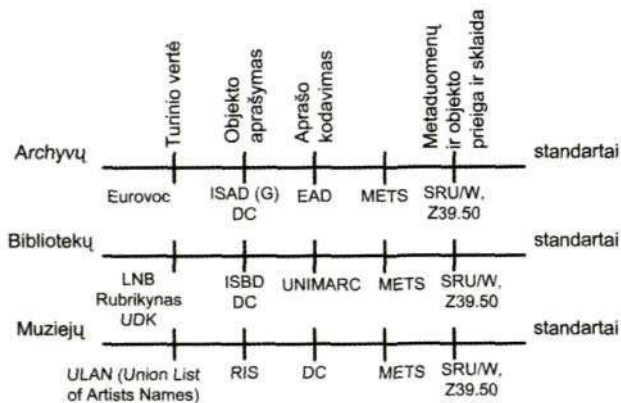 Turinio vertė
Objekto
aprašymas
Aprašo
kodavimas
Metaduomenų
ir objekto
prieiga ir sklaida
Archyvų
standartai
Eurovoc
ISAD (G)
DC
EAD
METS
SRU/W,
Z39.50
Bibliotekų
standartai
LNB
Rubrikynas
UDK
ISBD
DC
UNIMARC
METS
SRU/W,
Z39.50
Muziejų
standartai
ULAN (Union List
of Artists Names)
RIS
DC
METS
SRU/W,
Z39.50